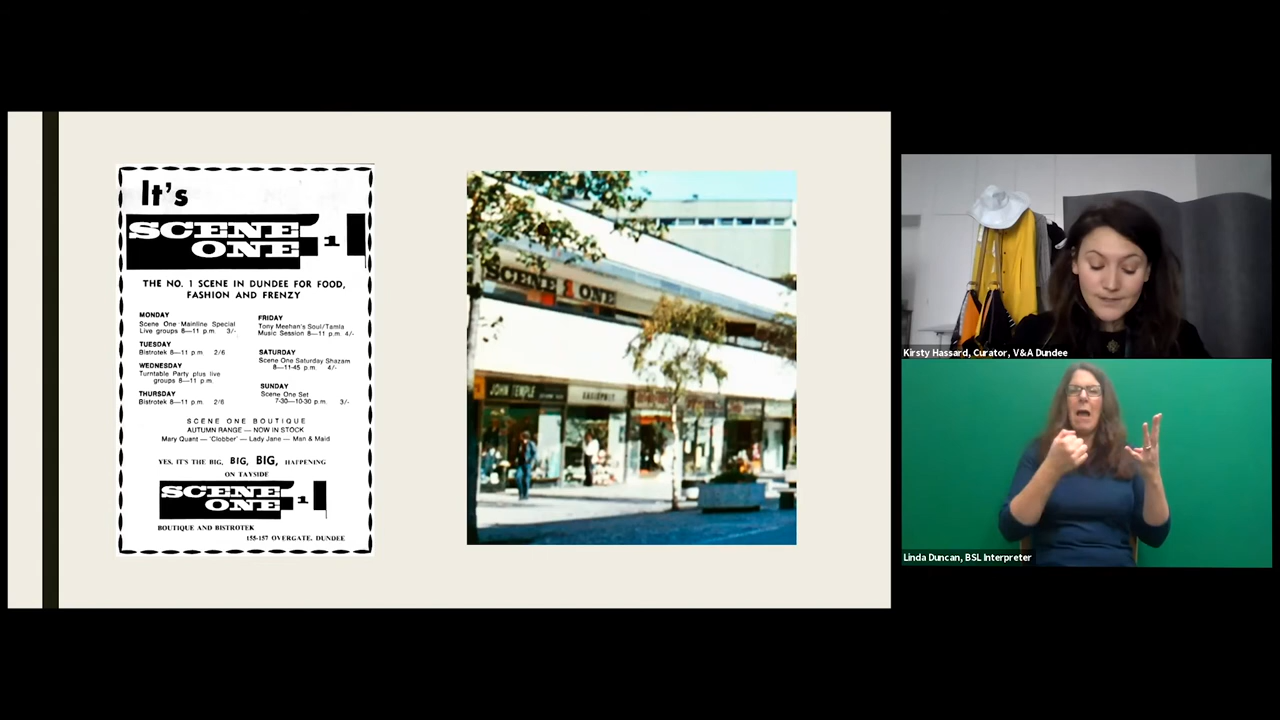 It's
SCENE
ONE 1
THE NO. 1 SCENE IN DUNDEE FOR FOOD,
FASHION AND FRENZY
MONDAY
Scene One Mainline Special
Live groups 8—11 p.m. 3/-
TUESDAY
Bistrotek 8—11 p.m. 2/6
WEDNESDAY
Turntable Party plus live
groups 8—11 p.m.
THURSDAY
Bistrotek 8—11 p.m. 2/6
FRIDAY
Tony Meehan's Soul/Tamla
Music Session 8—11 p.m. 4/-
SATURDAY
Scene One Saturday Shazam
8—11-45 p.m. 4/-
SUNDAY
Scene One Set
7-30—10-30 p.m. 3/-
SCENE ONE BOUTIQUE
AUTUMN RANGE — NOW IN STOCK
Mary Quant — 'Clobber' — Lady Jane — Man & Maid
YES, IT'S THE BIG, BIG, BIG, HAPPENING
ON TAYSIDE
SCENE
ONE 1
BOUTIQUE AND BISTROTEK
155-157 OVERGATE, DUNDEE
SCENE 1 ONE
JOHN TEMPLE
Kirsty Hassard, Curator, V&A Dundee
Linda Duncan, BSL Interpreter